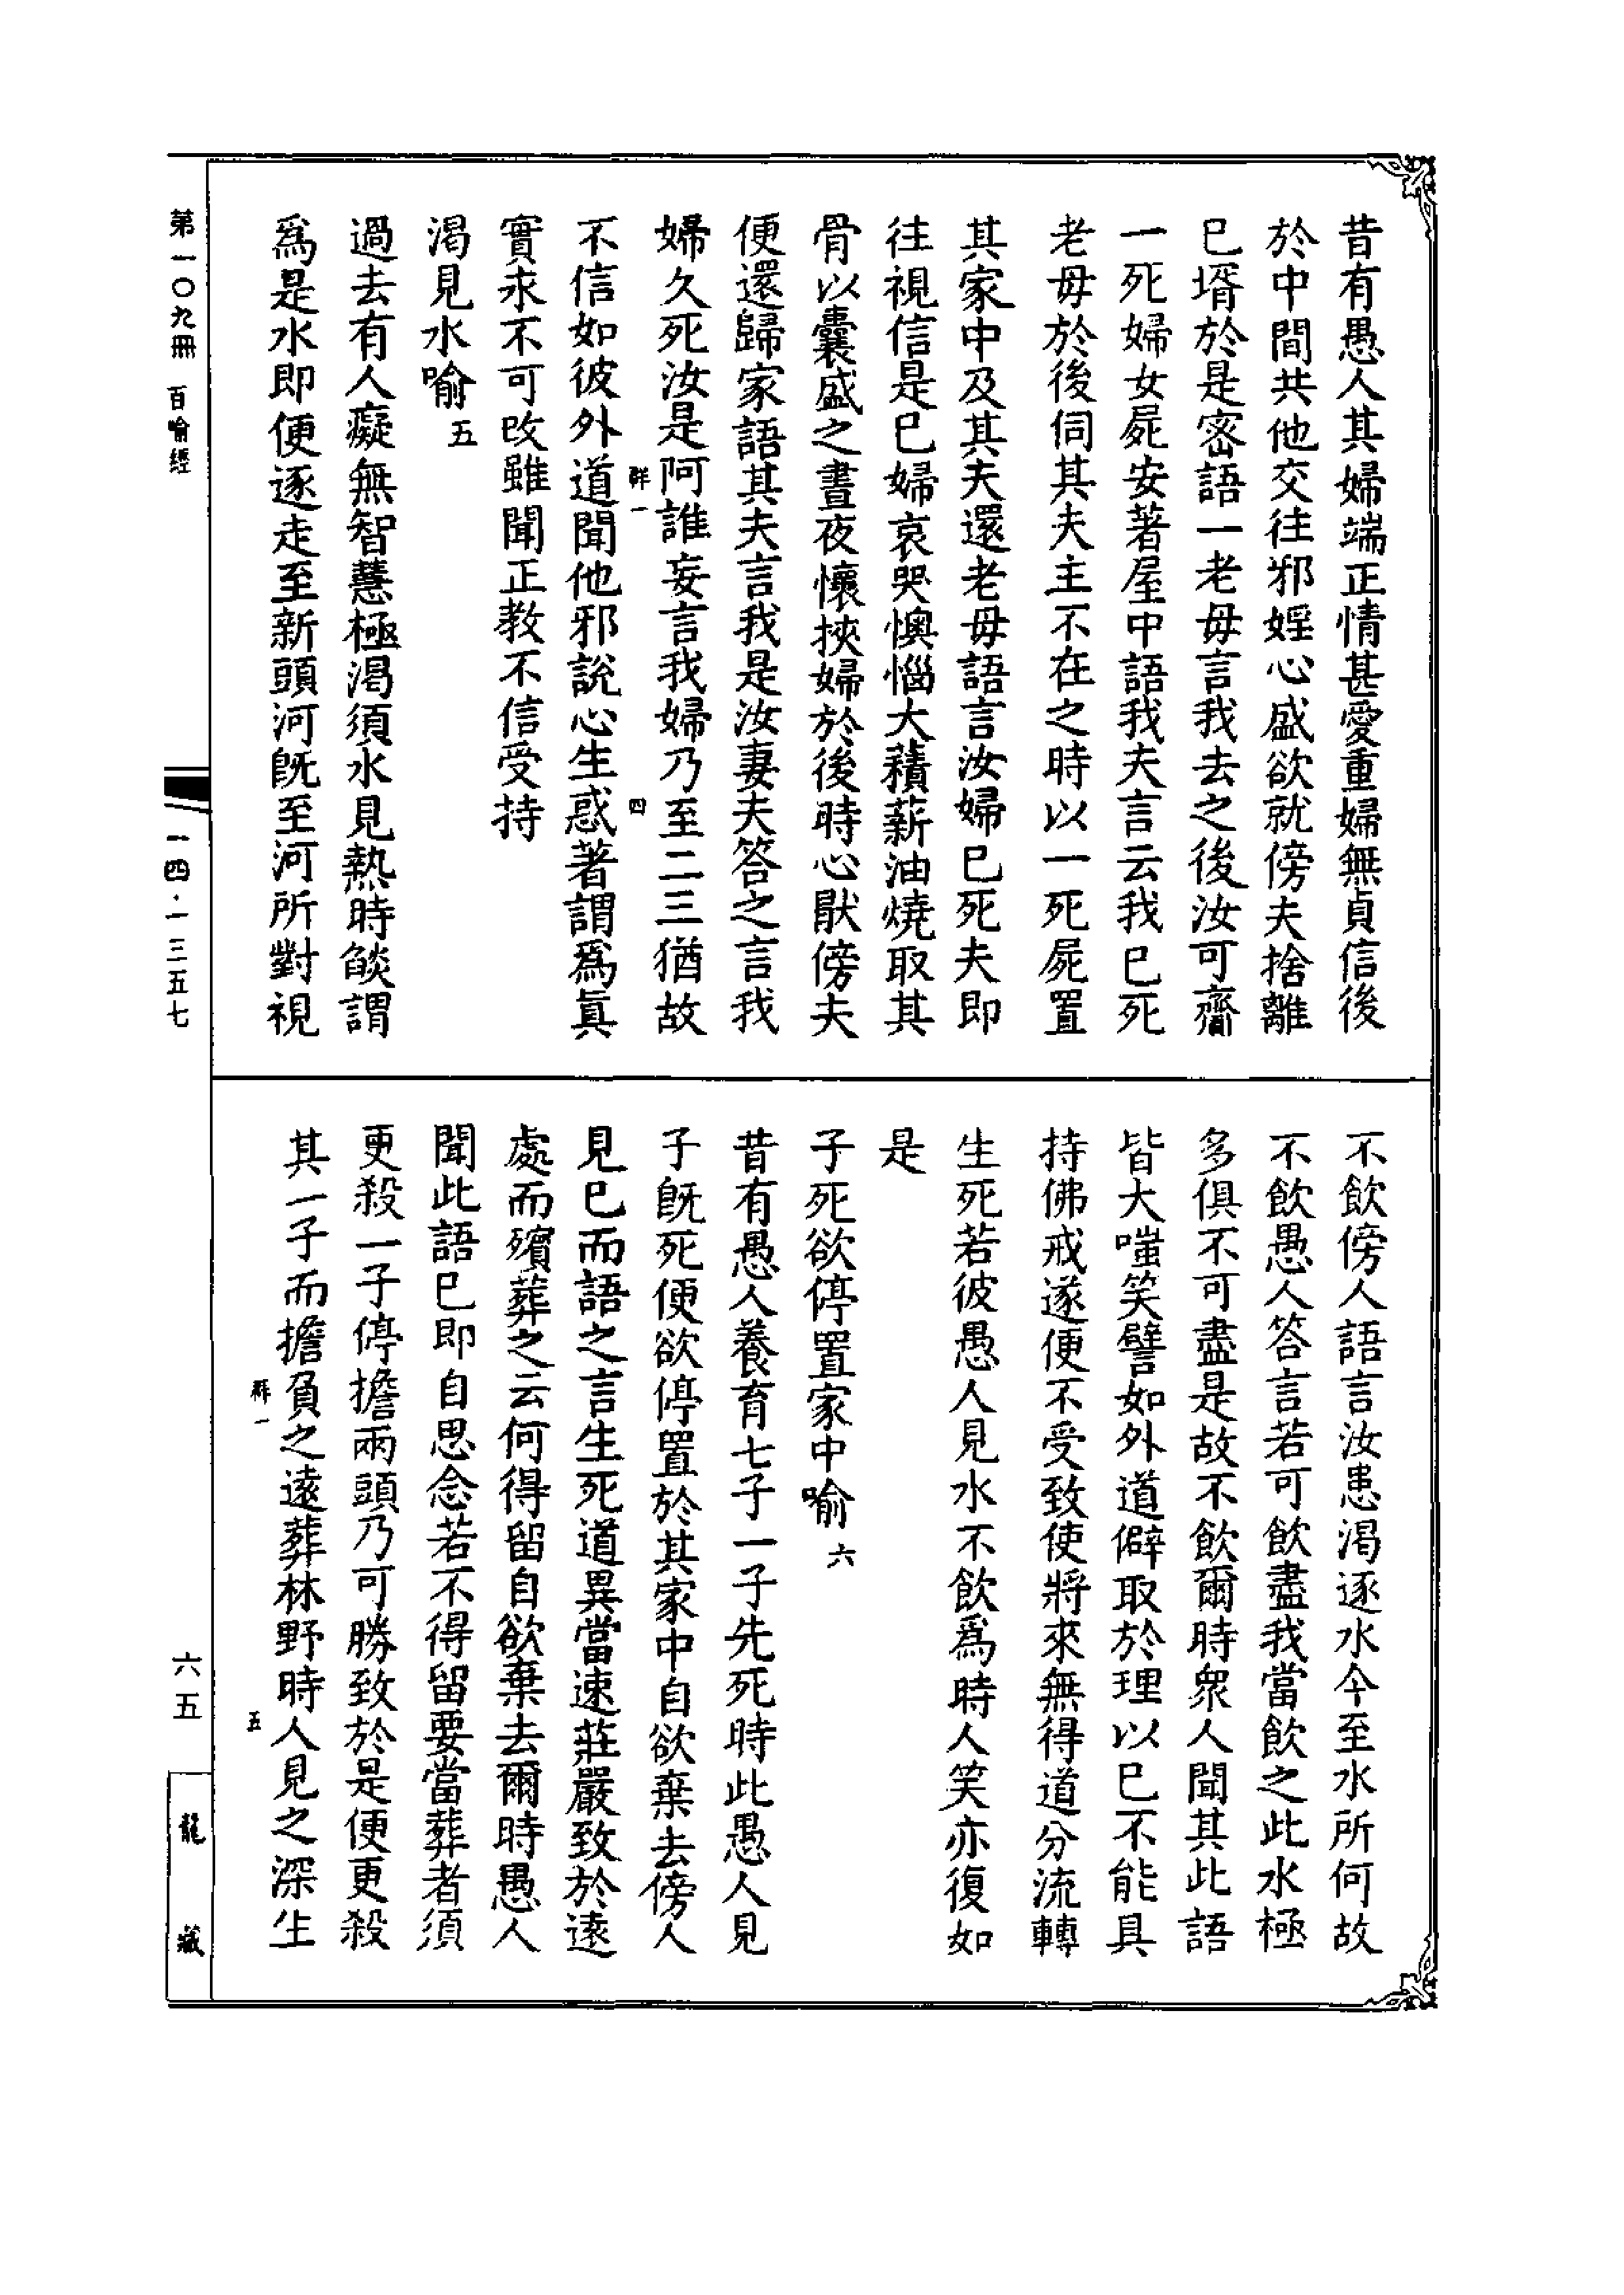 昔有愚人其婦端正情甚愛重婦無貞信後
於中間共他交往邪婬心盛欲就傍夫捨離
已壻於是密語一老母言我去之後汝可齎
一死婦女屍安著屋中語我夫言云我已死
老母於後伺其夫主不在之時以一死屍置
其家中及其夫還老母語言汝婦已死夫即
往視信是已婦哀哭懊惱大積薪油燒取其
骨以囊盛之晝夜懷挾婦於後時心厭傍夫
便還歸家語其夫言我是汝妻夫答之言我
婦久死汝是阿誰妄言我婦乃至二三猶故
群一 四
不信如彼外道聞他邪說心生惑著謂爲眞
實永不可改雖聞正教不信受持
渴見水喻五
過去有人癡無智慧極渴須水見熱時燄謂
爲是水即便逐走至新頭河旣至河所對視
不飲傍人語言汝患渴逐水今至水所何故
不飲愚人答言若可飲盡我當飲之此水極
多俱不可盡是故不飲爾時衆人聞其此語
皆大嗤笑譬如外道僻取於理以已不能具
持佛戒遂便不受致使將來無得道分流轉
生死若彼愚人見水不飲爲時人笑亦復如
是
子死欲停置家中喻六
昔有愚人養育七子一子先死時此愚人見
子旣死便欲停置於其家中自欲棄去傍人
見已而語之言生死道異當速莊嚴致於遠
處而殯葬之云何得留自欲棄去爾時愚人
聞此語已即自思念若不得留要當葬者須
更殺一子停擔兩頭乃可勝致於是便更殺
其一子而擔負之遠葬林野時人見之深生
群一 五
第一〇九冊 百喻經
一四·一三五七
六五
龍藏